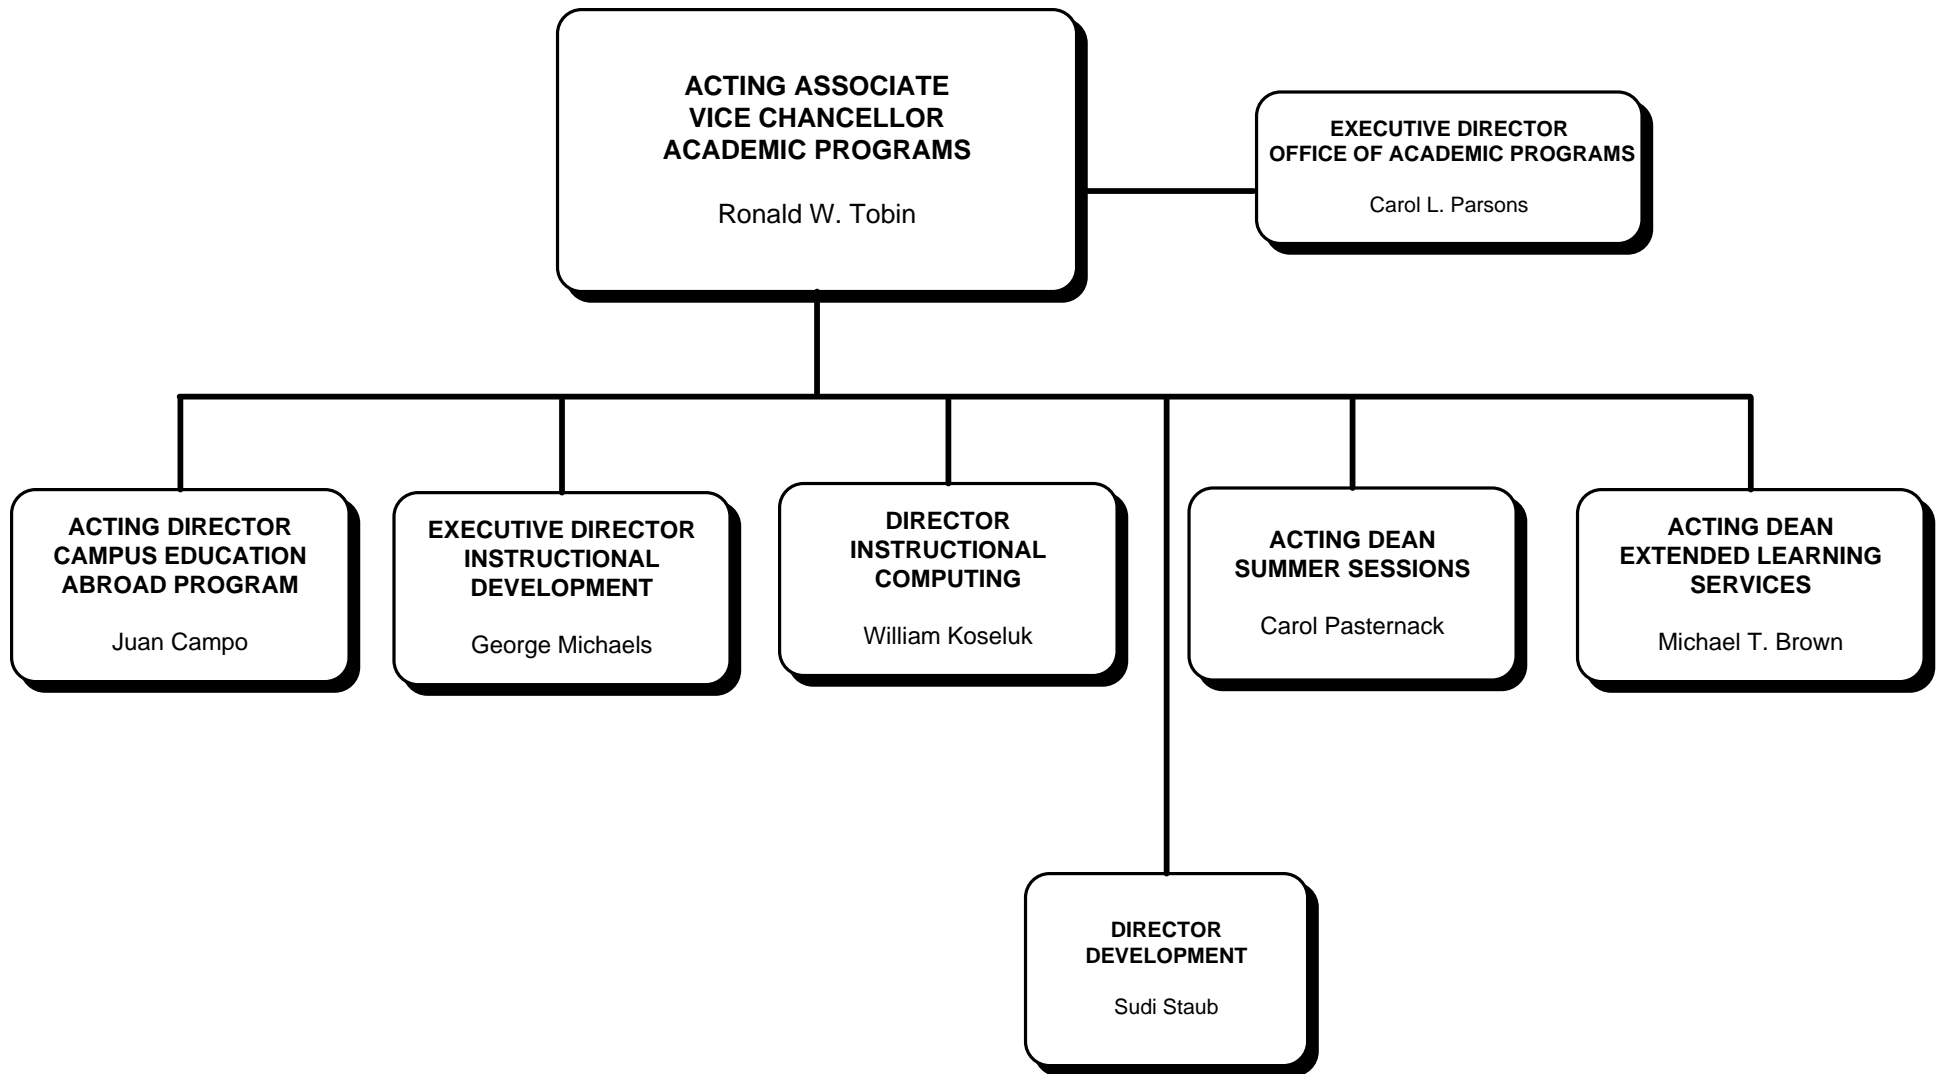 ACTING ASSOCIATE
VICE CHANCELLOR
ACADEMIC PROGRAMS
Ronald W. Tobin
EXECUTIVE DIRECTOR
OFFICE OF ACADEMIC PROGRAMS
Carol L. Parsons
ACTING DIRECTOR
CAMPUS EDUCATION
ABROAD PROGRAM
Juan Campo
EXECUTIVE DIRECTOR
INSTRUCTIONAL
DEVELOPMENT
George Michaels
DIRECTOR
INSTRUCTIONAL
COMPUTING
William Koseluk
ACTING DEAN
SUMMER SESSIONS
Carol Pasternack
ACTING DEAN
EXTENDED LEARNING
SERVICES
Michael T. Brown
DIRECTOR
DEVELOPMENT
Sudi Staub